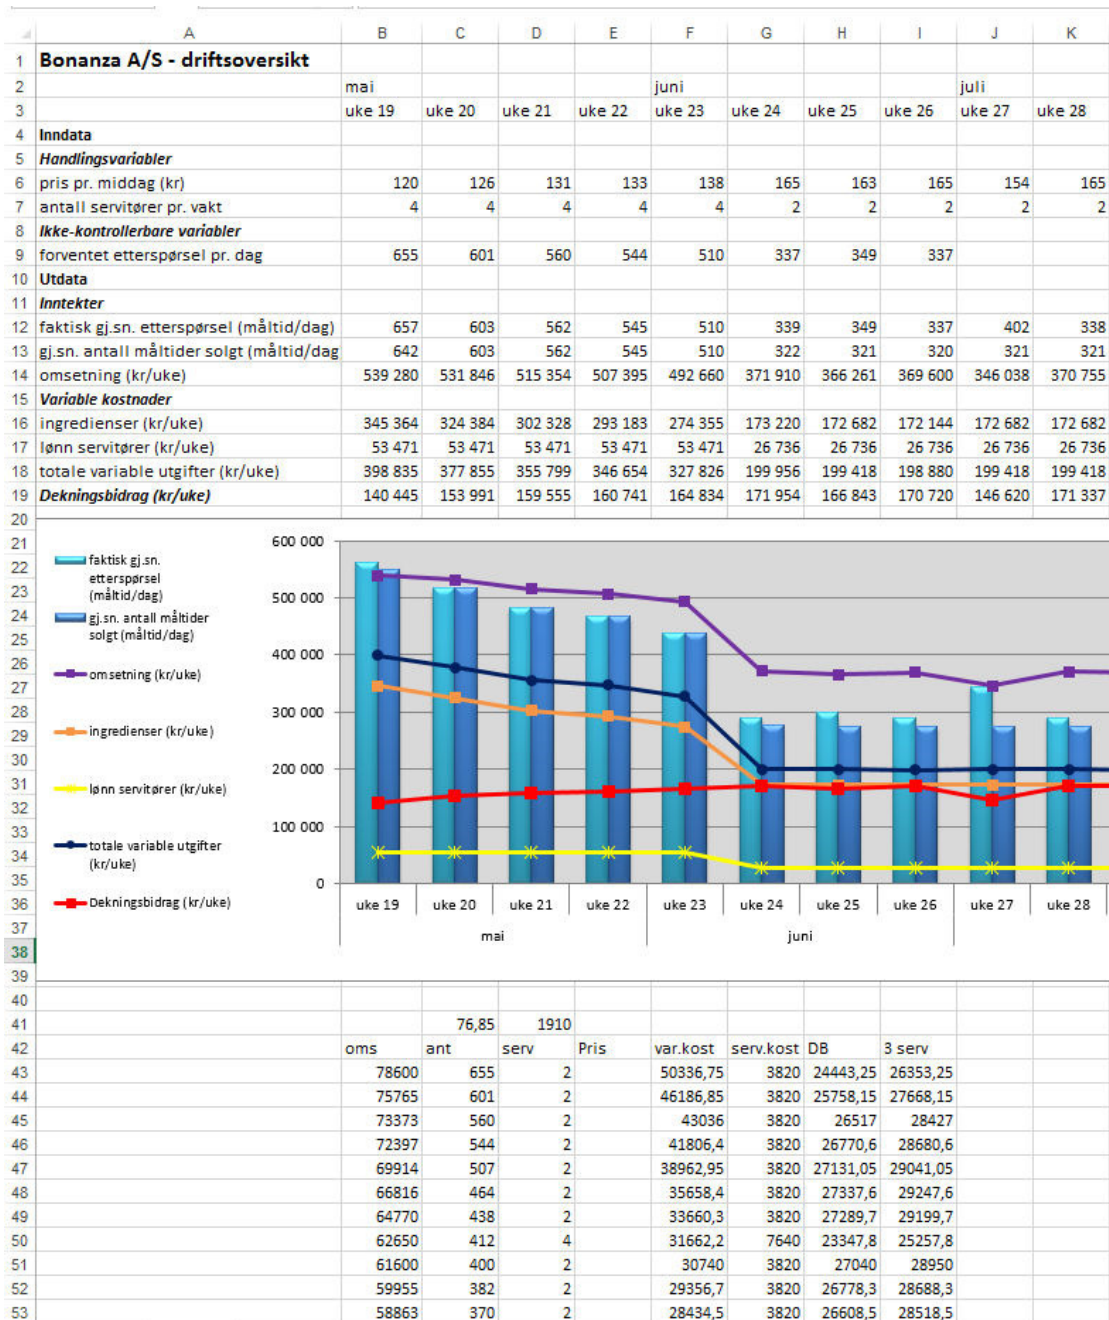 A B C D E F G H I J K
1 Bonanza A/S - driftsoversikt
2 mai juni juli
3 uke 19 uke 20 uke 21 uke 22 uke 23 uke 24 uke 25 uke 26 uke 27 uke 28
4 Inndata
5 Handlingsvariabler
6 pris pr. middag (kr) 120 126 131 133 138 165 163 165 154 165
7 antall servitører pr. vakt 4 4 4 4 4 2 2 2 2 2
8 Ikke-kontrollerbare variabler
9 forventet etterspørsel pr. dag 655 601 560 544 510 337 349 337
10 Utdata
11 Inntekter
12 faktisk gj.sn. etterspørsel (måltid/dag) 657 603 562 545 510 339 349 337 402 338
13 gj.sn. antall måltider solgt (måltid/dag 642 603 562 545 510 322 321 320 321 321
14 omsetning (kr/uke) 539 280 531 846 515 354 507 395 492 660 371 910 366 261 369 600 346 038 370 755
15 Variable kostnader
16 ingredienser (kr/uke) 345 364 324 384 302 328 293 183 274 355 173 220 172 682 172 144 172 682 172 682
17 lønn servitører (kr/uke) 53 471 53 471 53 471 53 471 53 471 26 736 26 736 26 736 26 736 26 736
18 totale variable utgifter (kr/uke) 398 835 377 855 355 799 346 654 327 826 199 956 199 418 198 880 199 418 199 418
19 Dekningsbidrag (kr/uke) 140 445 153 991 159 555 160 741 164 834 171 954 166 843 170 720 146 620 171 337
20
21
22
23
24
25
26
27
28
29
30
31
32
33
34
35
36
37
38
39
faktisk gj.sn.
etterspørsel
(måltid/dag)
gj.sn. antall måltider
solgt (måltid/dag)
omsetning (kr/uke)
ingredienser (kr/uke)
lønn servitører (kr/uke)
totale variable utgifter
(kr/uke)
Dekningsbidrag (kr/uke)
600 000
500 000
400 000
300 000
200 000
100 000
0
uke 19 uke 20 uke 21 uke 22 uke 23 uke 24 uke 25 uke 26 uke 27 uke 28
mai juni
40
41 76,85 1910
42 oms ant serv Pris var.kost serv.kost DB 3 serv
43 78600 655 2 50336,75 3820 24443,25 26353,25
44 75765 601 2 46186,85 3820 25758,15 27668,15
45 73373 560 2 43036 3820 26517 28427
46 72397 544 2 41806,4 3820 26770,6 28680,6
47 69914 507 2 38962,95 3820 27131,05 29041,05
48 66816 464 2 35658,4 3820 27337,6 29247,6
49 64770 438 2 33660,3 3820 27289,7 29199,7
50 62650 412 4 31662,2 7640 23347,8 25257,8
51 61600 400 2 30740 3820 27040 28950
52 59955 382 2 29356,7 3820 26778,3 28688,3
53 58863 370 2 28434,5 3820 26608,5 28518,5